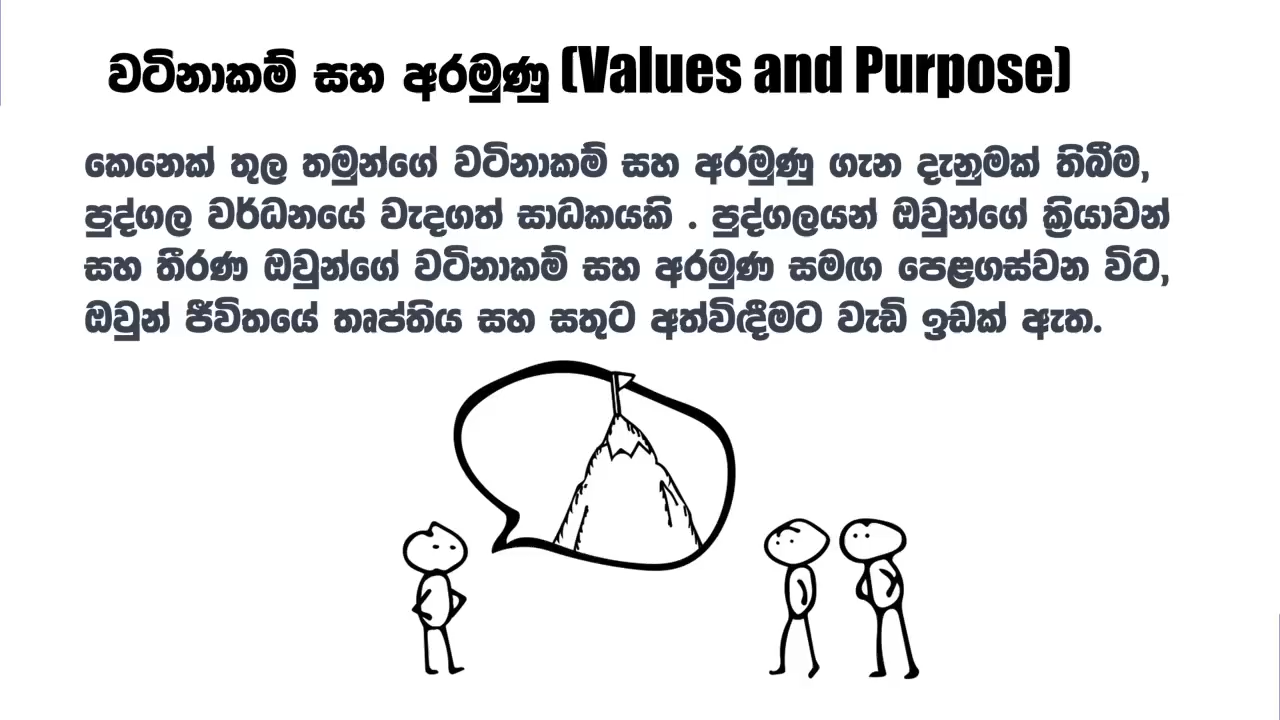 වටිනාකම් සහ අරමුණු (Values and Purpose)
කෙනෙක් තුල තමුන්ගේ වටිනාකම් සහ අරමුණු ගැන දැනුමක් තිබීම,
පුද්ගල වර්ධනයේ වැදගත් සාධකයකි . පුද්ගලයන් ඔවුන්ගේ ක්‍රියාවන්
සහ තීරණ ඔවුන්ගේ වටිනාකම් සහ අරමුණ සමඟ පෙළගස්වන විට,
ඔවුන් ජීවිතයේ තෘප්තිය සහ සතුට අත්විඳීමට වැඩි ඉඩක් ඇත.